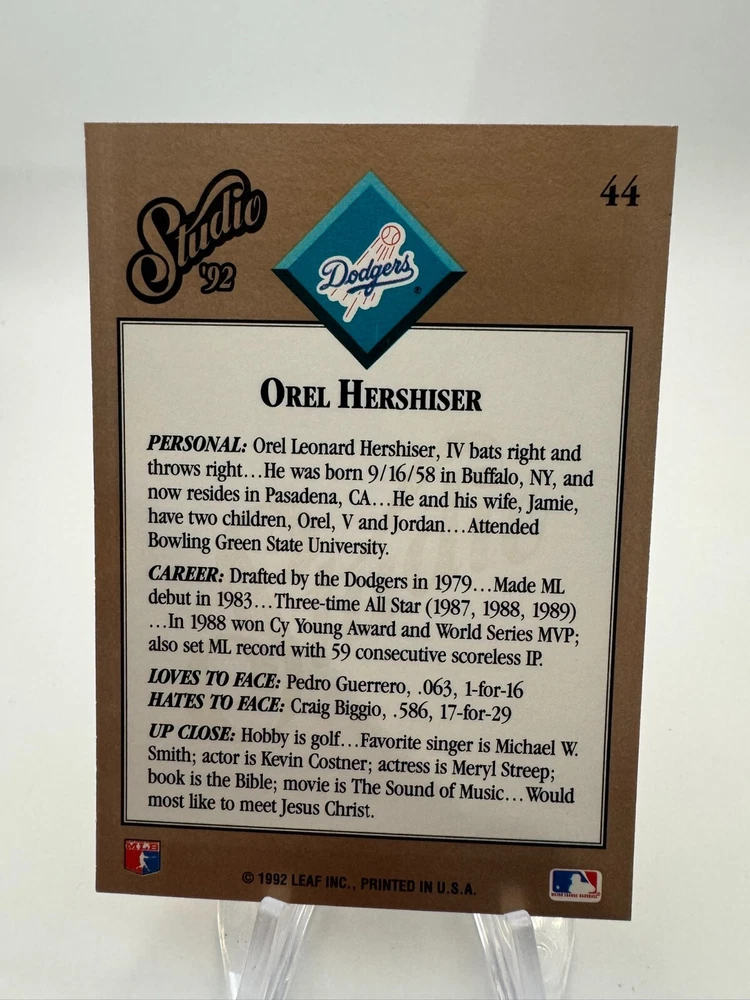 Studio
'92
44
Dodgers
®
OREL HERSHISER
PERSONAL: Orel Leonard Hershiser, IV bats right and
throws right...He was born 9/16/58 in Buffalo, NY, and
now resides in Pasadena, CA...He and his wife, Jamie,
have two children, Orel, V and Jordan...Attended
Bowling Green State University.
CAREER: Drafted by the Dodgers in 1979...Made ML
debut in 1983...Three-time All Star (1987, 1988, 1989)
...In 1988 won Cy Young Award and World Series MVP;
also set ML record with 59 consecutive scoreless IP.
LOVES TO FACE: Pedro Guerrero, .063, 1-for-16
HATES TO FACE: Craig Biggio, .586, 17-for-29
UP CLOSE: Hobby is golf...Favorite singer is Michael W.
Smith; actor is Kevin Costner; actress is Meryl Streep;
book is the Bible; movie is The Sound of Music...Would
most like to meet Jesus Christ.
© 1992 LEAF INC., PRINTED IN U.S.A.
MAJOR LEAGUE BASEBALL